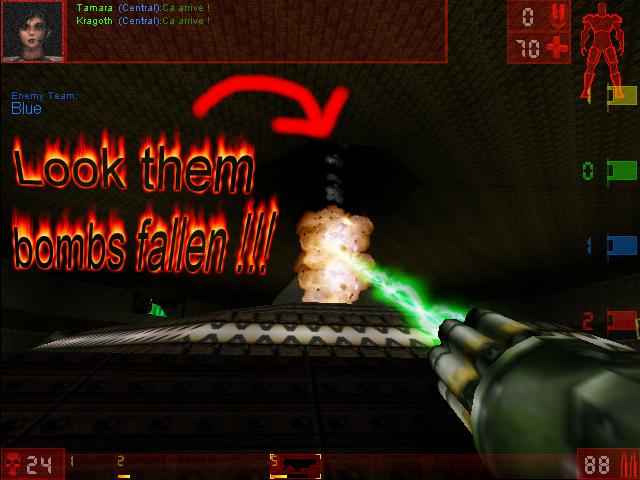 Tamara (Central):Ca arrive !
Kragoth (Central):Ca arrive !
0
70
Enemy Team:
Blue
1
0
1
2
Look them
bombs fallen !!!
24
1
2
5
88